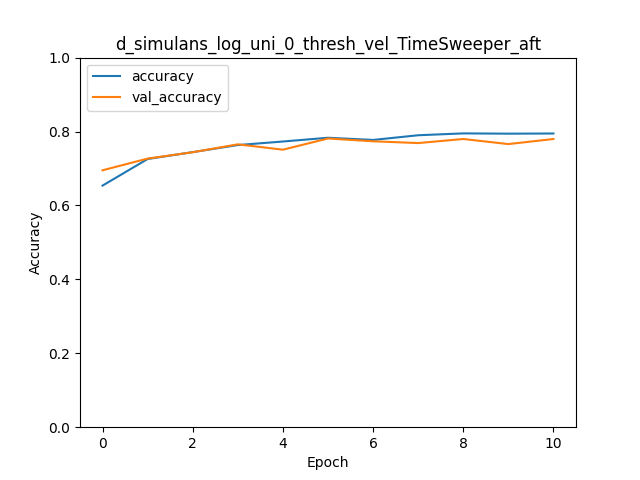 d_simulans_log_uni_0_thresh_vel_TimeSweeper_aft
accuracy
val_accuracy
1.0
0.8
0.6
0.4
0.2
0.0
Accuracy
0 2 4 6 8 10
Epoch